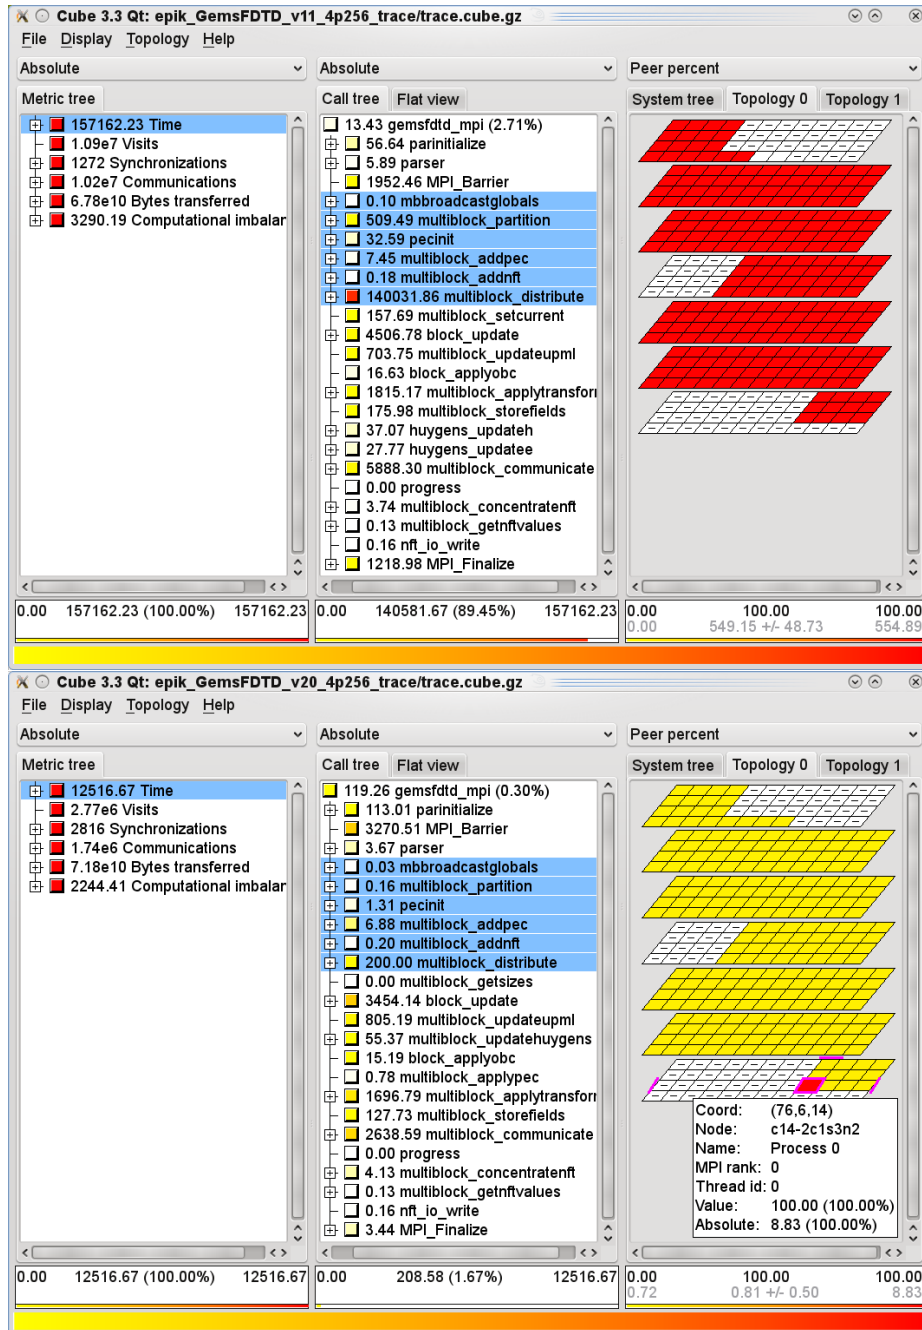 Cube 3.3 Qt: epik_GemsFDTD_v11_4p256_trace/trace.cube.gz
File Display Topology Help
Absolute Absolute Peer percent
Metric tree Call tree Flat view System tree Topology 0 Topology 1
157162.23 Time
1.09e7 Visits
1272 Synchronizations
1.02e7 Communications
6.78e10 Bytes transferred
3290.19 Computational imbalan
13.43 gemsfdtd_mpi (2.71%)
56.64 parinitialize
5.89 parser
1952.46 MPI_Barrier
0.10 mbbroadcastglobals
509.49 multiblock_partition
32.59 pecinit
7.45 multiblock_addpec
0.18 multiblock_addnft
140031.86 multiblock_distribute
157.69 multiblock_setcurrent
4506.78 block_update
703.75 multiblock_updateupml
16.63 block_applyobc
1815.17 multiblock_applytransfor
175.98 multiblock_storefields
37.07 huygens_updateh
27.77 huygens_updatee
5888.30 multiblock_communicate
0.00 progress
3.74 multiblock_concentratenft
0.13 multiblock_getnftvalues
0.16 nft_io_write
1218.98 MPI_Finalize
0.00 157162.23 (100.00%) 157162.23
0.00 140581.67 (89.45%) 157162.23
0.00 100.00 100.00
0.00 549.15 +/- 48.73 554.89
Cube 3.3 Qt: epik_GemsFDTD_v20_4p256_trace/trace.cube.gz
File Display Topology Help
Absolute Absolute Peer percent
Metric tree Call tree Flat view System tree Topology 0 Topology 1
12516.67 Time
2.77e6 Visits
2816 Synchronizations
1.74e6 Communications
7.18e10 Bytes transferred
2244.41 Computational imbalan
119.26 gemsfdtd_mpi (0.30%)
113.01 parinitialize
3270.51 MPI_Barrier
3.67 parser
0.03 mbbroadcastglobals
0.16 multiblock_partition
1.31 pecinit
6.88 multiblock_addpec
0.20 multiblock_addnft
200.00 multiblock_distribute
0.00 multiblock_getsizes
3454.14 block_update
805.19 multiblock_updateupml
55.37 multiblock_updatehuygens
15.19 block_applyobc
0.78 multiblock_applypec
1696.79 multiblock_applytransfor
127.73 multiblock_storefields
2638.59 multiblock_communicate
0.00 progress
4.13 multiblock_concentratenft
0.13 multiblock_getnftvalues
0.16 nft_io_write
3.44 MPI_Finalize
Coord: (76,6,14)
Node: c14-2c1s3n2
Name: Process 0
MPI rank: 0
Thread id: 0
Value: 100.00 (100.00%)
Absolute: 8.83 (100.00%)
0.00 12516.67 (100.00%) 12516.67
0.00 208.58 (1.67%) 12516.67
0.00 100.00 100.00
0.72 0.81 +/- 0.50 8.83